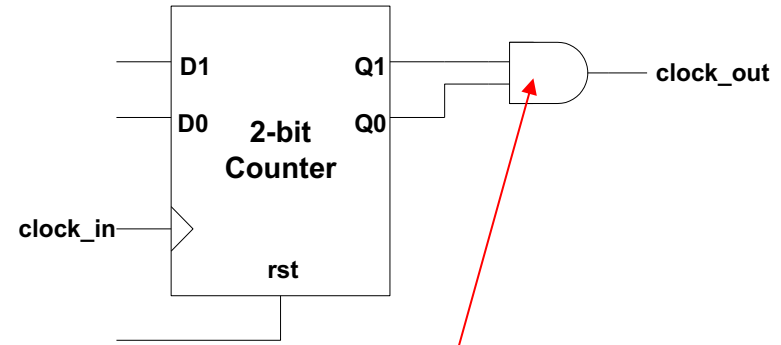 D1
Q1
clock_out
D0
Q0
2-bit
Counter
clock_in
rst